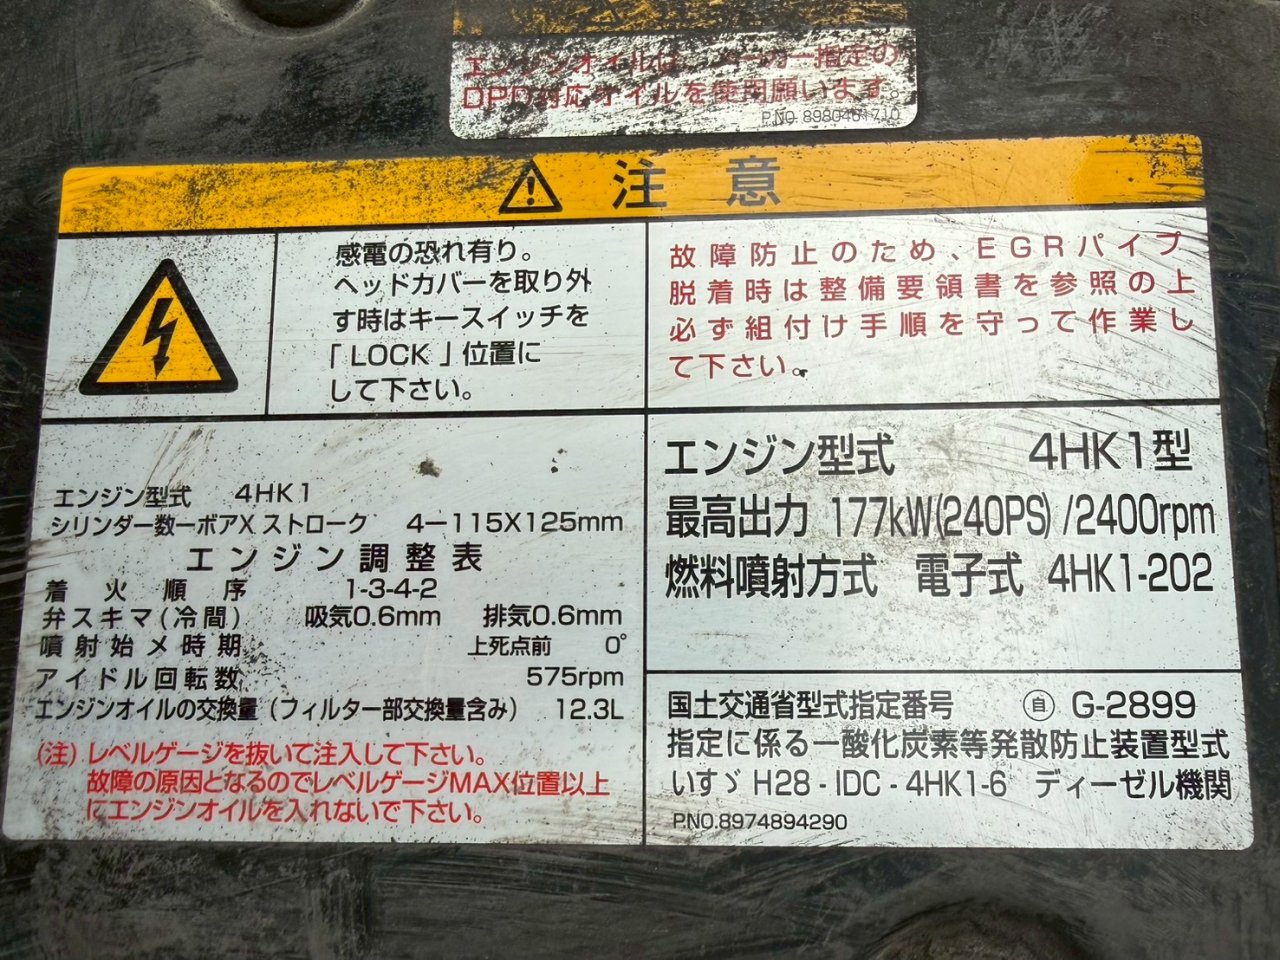 エンジンオイルは、メーカー指定の
DPD対応オイルを使用願います。
P.NO. 8980461710
注意
感電の恐れ有り。
ヘッドカバーを取り外
す時はキースイッチを
「LOCK」位置に
して下さい。
故障防止のため、EGRパイプ
脱着時は整備要領書を参照の上
必ず組付け手順を守って作業し
て下さい。
エンジン型式 4HK1
シリンダー数ーボアX ストローク 4ー115X125mm
エンジン調整表
着火順序 1-3-4-2
弁スキマ(冷間) 吸気0.6mm 排気0.6mm
噴射始メ時期 上死点前 0°
アイドル回転数 575rpm
エンジンオイルの交換量(フィルター部交換量含み) 12.3L
(注)レベルゲージを抜いて注入して下さい。
故障の原因となるのでレベルゲージMAX位置以上
にエンジンオイルを入れないで下さい。
エンジン型式 4HK1型
最高出力 177kW(240PS)/2400rpm
燃料噴射方式 電子式 4HK1-202
国土交通省型式指定番号 ㊀自 G-2899
指定に係る一酸化炭素等発散防止装置型式
いすゞ H28-IDC-4HK1-6 ディーゼル機関
P.NO.8974894290